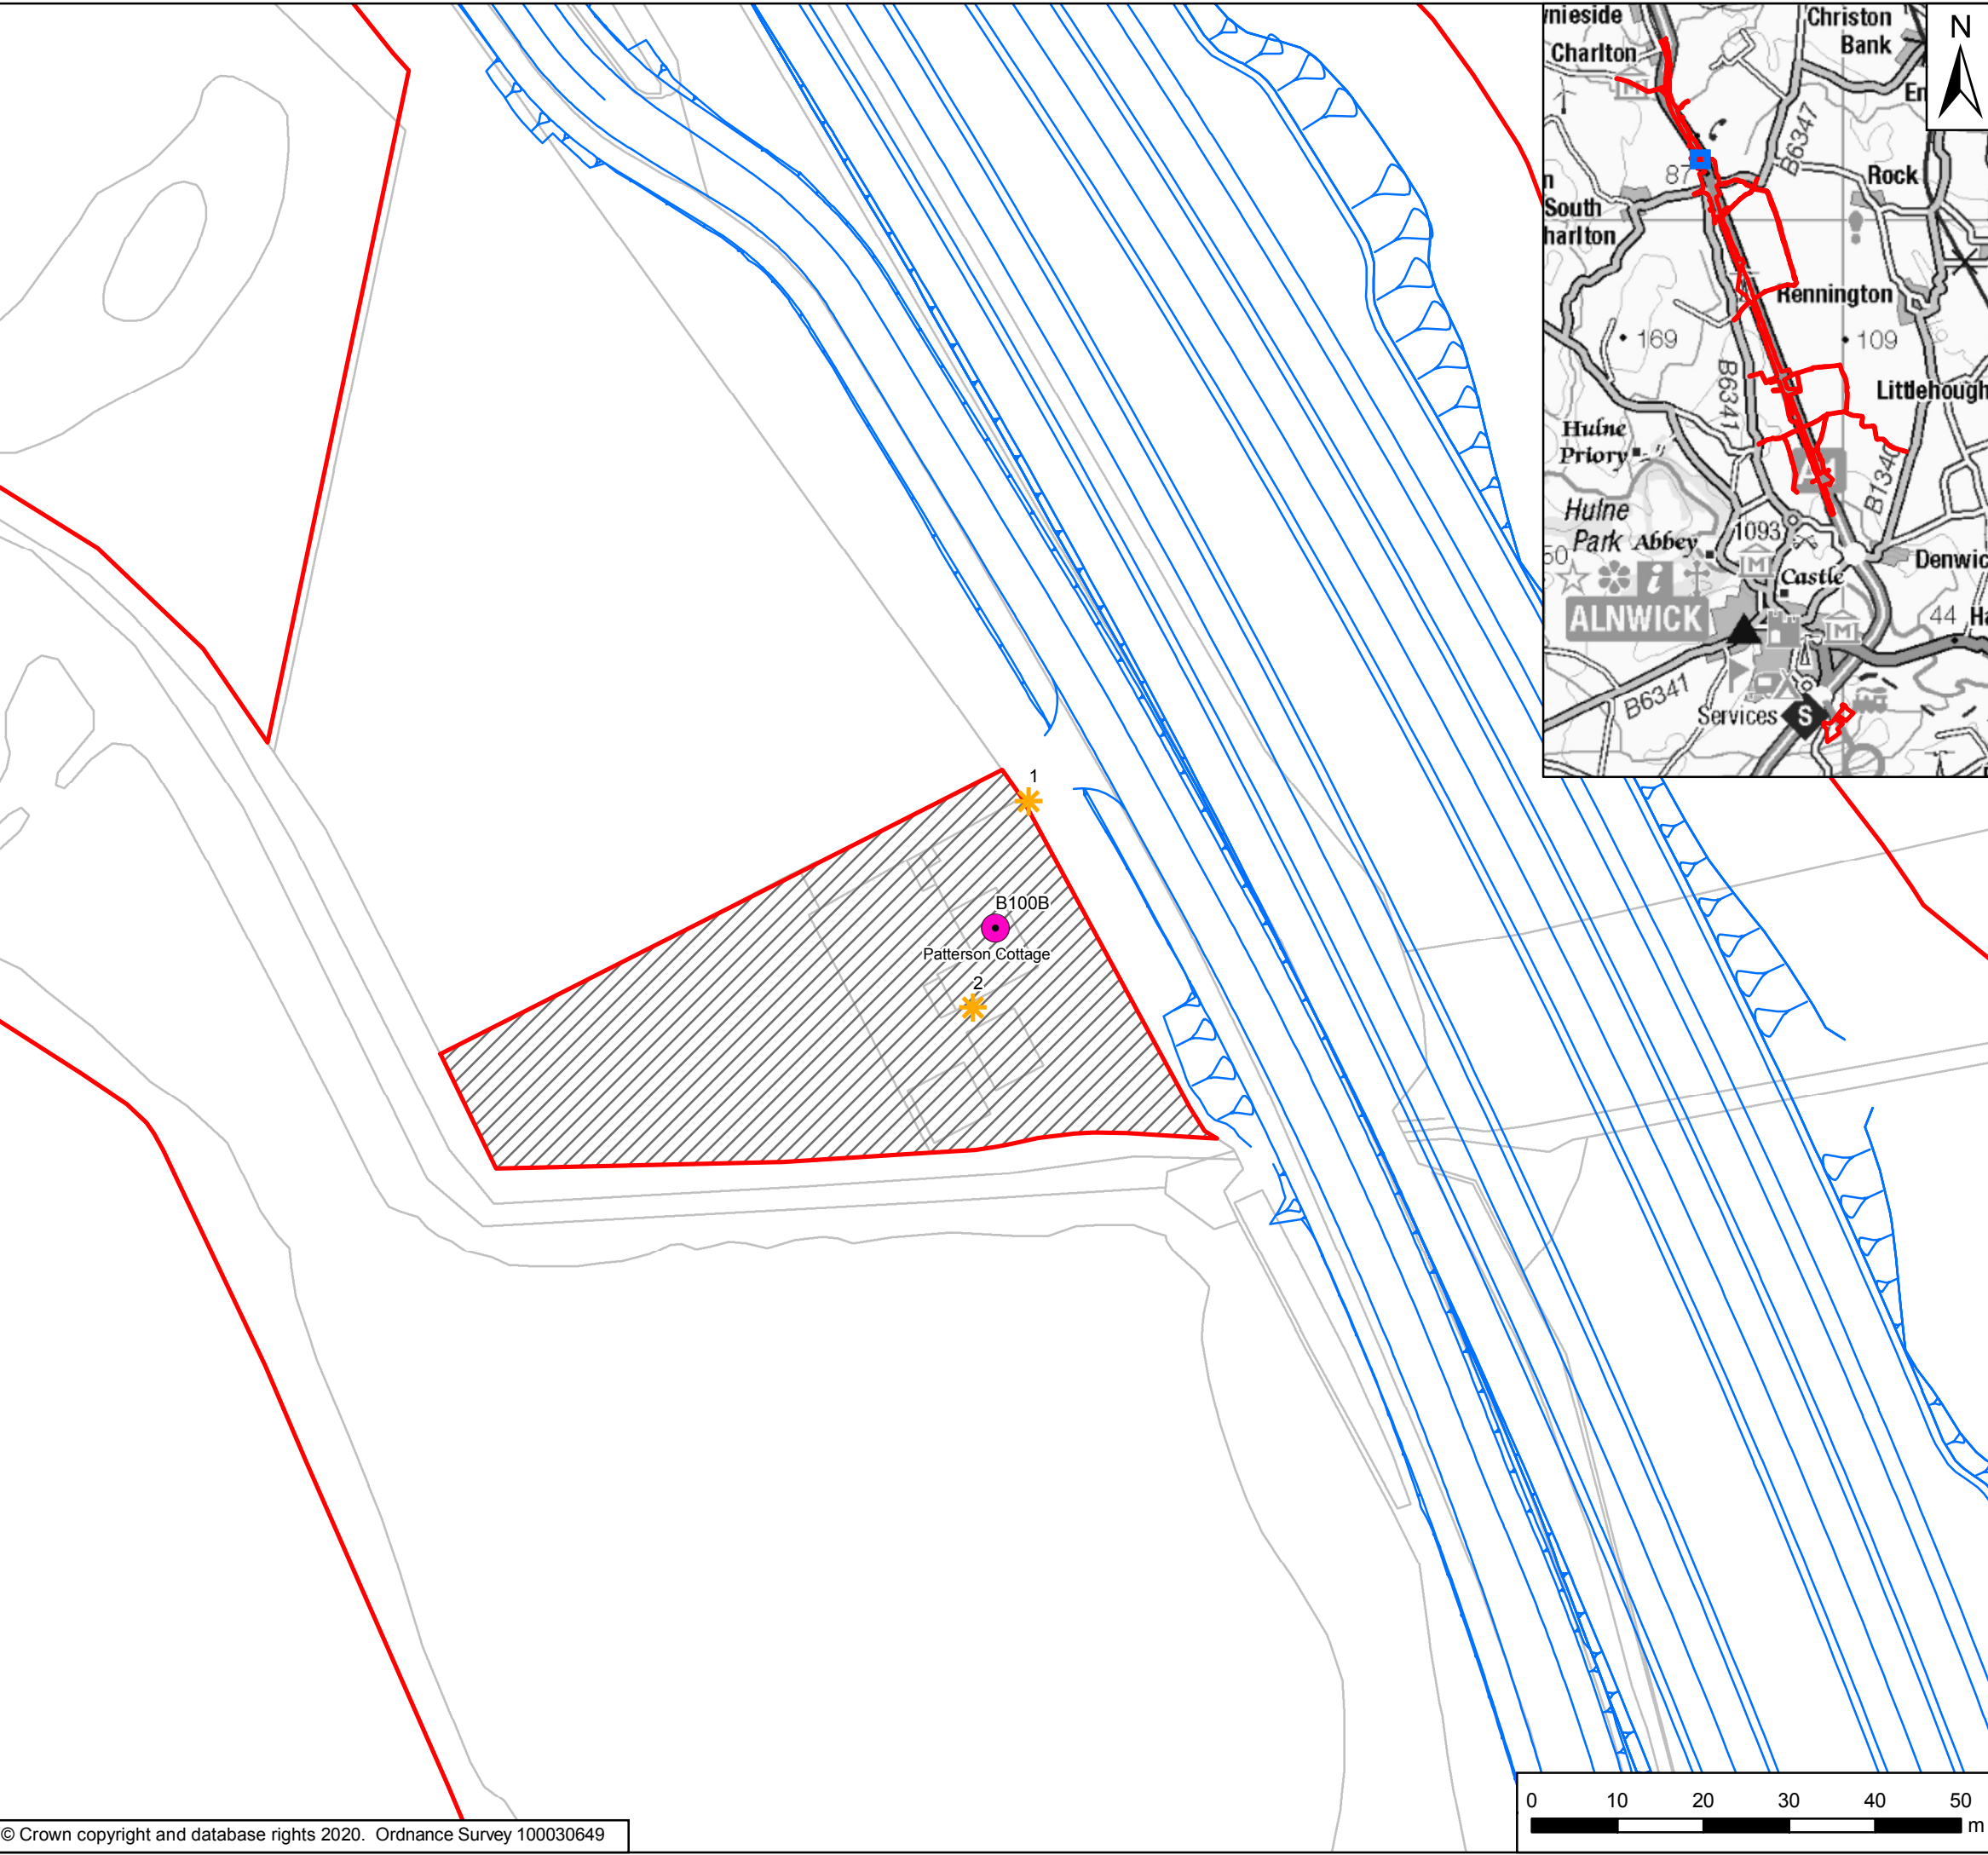 Christon
Bank
N
Charlton
B6347
87
Rock
South
Rennington
169
109
B6341
Littlehough
Hulne
Priory
B1340
Hulne
Park
Abbey
1093
Denwic
Castle
i
ALNWICK
M
M
44
B6341
Services
S
1
B100B
Patterson Cottage
2
0 10 20 30 40 50
m
© Crown copyright and database rights 2020. Ordnance Survey 100030649